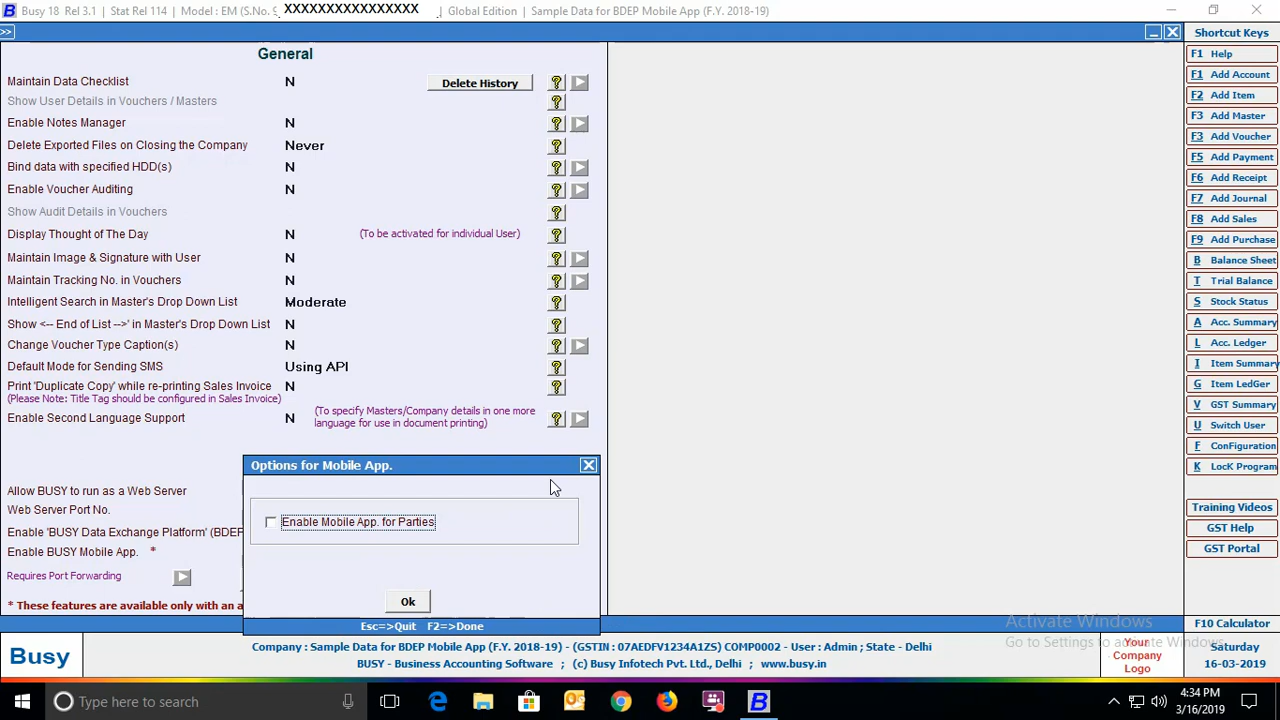 Busy 18 Rel 3.1 | Stat Rel 114 | Model : EM (S.No. XXXXXXXXXXXXXXXX | Global Edition | Sample Data for BDEP Mobile App (F.Y. 2018-19)
>>
General
Maintain Data Checklist N Delete History ?
Show User Details in Vouchers / Masters ?
Enable Notes Manager N ?
Delete Exported Files on Closing the Company Never ?
Bind data with specified HDD(s) N ?
Enable Voucher Auditing N ?
Show Audit Details in Vouchers ?
Display Thought of The Day N (To be activated for individual User) ?
Maintain Image & Signature with User N ?
Maintain Tracking No. in Vouchers N ?
Intelligent Search in Master's Drop Down List Moderate ?
Show <-- End of List -->' in Master's Drop Down List N ?
Change Voucher Type Caption(s) N ?
Default Mode for Sending SMS Using API ?
Print 'Duplicate Copy' while re-printing Sales Invoice N ?
(Please Note: Title Tag should be configured in Sales Invoice)
Enable Second Language Support N (To specify Masters/Company details in one more ?
language for use in document printing)
Options for Mobile App.
Enable Mobile App. for Parties
Ok
Esc=>Quit F2=>Done
Allow BUSY to run as a Web Server
Web Server Port No.
Enable 'BUSY Data Exchange Platform' (BDEP
Enable BUSY Mobile App. *
Requires Port Forwarding
* These features are available only with an a
Shortcut Keys
F1 Help
F1 Add Account
F2 Add Item
F3 Add Master
F3 Add Voucher
F5 Add Payment
F6 Add Receipt
F7 Add Journal
F8 Add Sales
F9 Add Purchase
B Balance Sheet
T Trial Balance
S Stock Status
A Acc. Summary
L Acc. Ledger
I Item Summary
G Item LedGer
V GST Summary
U Switch User
F ConFiguration
K LocK Program
Training Videos
GST Help
GST Portal
F10 Calculator
Activate Windows
Go to Settings to activate Windows.
Busy
Company : Sample Data for BDEP Mobile App (F.Y. 2018-19) - (GSTIN : 07AEDFV1234A1ZS) COMP0002 - User : Admin ; State - Delhi
BUSY - Business Accounting Software ; (c) Busy Infotech Pvt. Ltd., Delhi ; www.busy.in
Your
Company
Logo
Saturday
16-03-2019
Type here to search
4:34 PM
3/16/2019